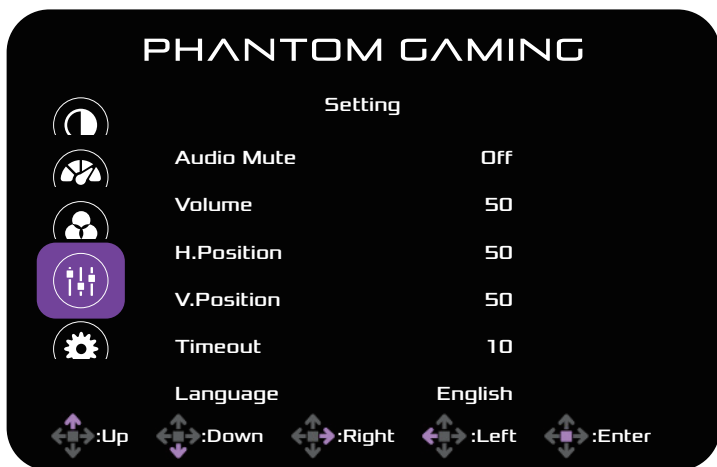 PHANTOM GAMING
Setting
Audio Mute Off
Volume 50
H.Position 50
V.Position 50
Timeout 10
Language English
:Up :Down :Right :Left :Enter